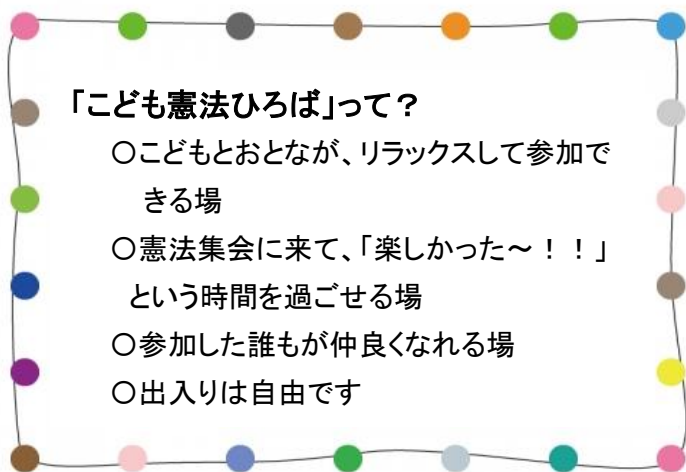 「こども憲法ひろば」って？
○こどもとおとなが、リラックスして参加で
きる場
○憲法集会に来て、「楽しかった～！！」
という時間を過ごせる場
○参加した誰もが仲良くなれる場
○出入りは自由です